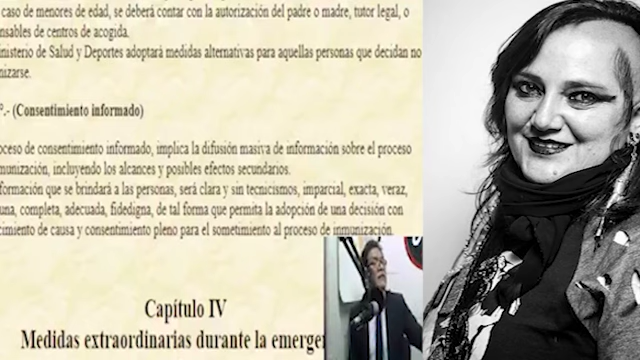 caso de menores de edad, se deberá contar con la autorización del padre o madre, tutor legal, o
nsables de centros de acogida.
inisterio de Salud y Deportes adoptará medidas alternativas para aquellas personas que decidan no
nizarse.
°.- (Consentimiento informado)
oceso de consentimiento informado, implica la difusión masiva de información sobre el proceso
munización, incluyendo los alcances y posibles efectos secundarios.
formación que se brindará a las personas, será clara y sin tecnicismos, imparcial, exacta, veraz,
una, completa, adecuada, fidedigna, de tal forma que permita la adopción de una decisión con
cimiento de causa y consentimiento pleno para el sometimiento al proceso de inmunización.
Capítulo IV
Medidas extraordinarias durante la emerger